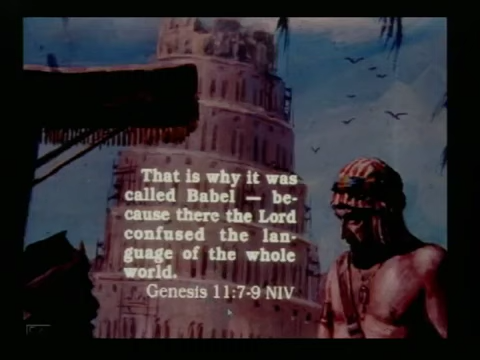 That is why it was
called Babel — be-
cause there the Lord
confused the lan-
guage of the whole
world.
Genesis 11:7-9 NIV